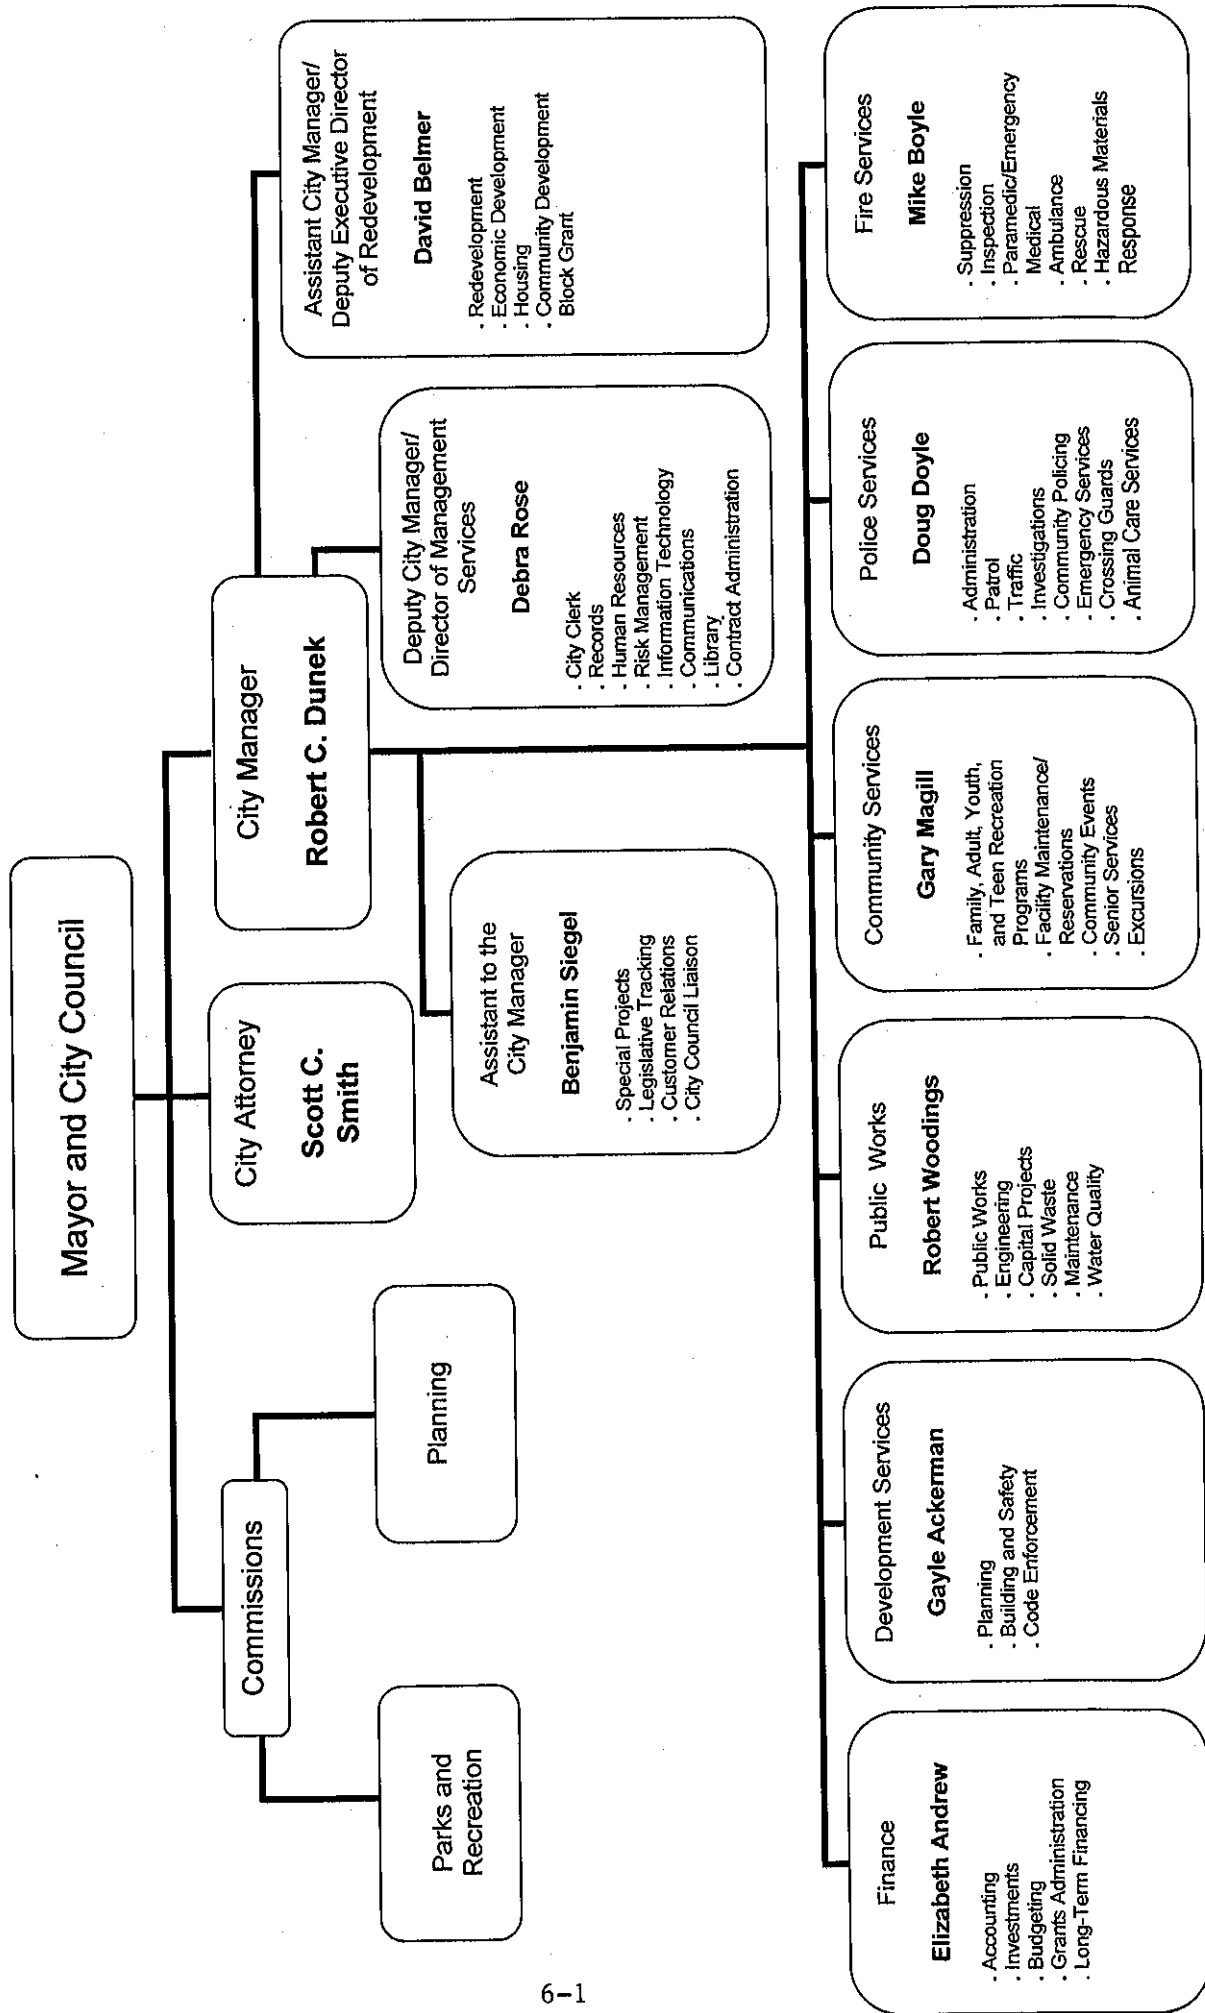 Mayor and City Council
Commissions
Parks and
Recreation
Planning
City Attorney
Scott C.
Smith
City Manager
Robert C. Dunek
Assistant to the
City Manager
Benjamin Siegel
. Special Projects
. Legislative Tracking
. Customer Relations
. City Council Liaison
Deputy City Manager/
Director of Management
Services
Debra Rose
. City Clerk
. Records
. Human Resources
. Risk Management
. Information Technology
. Communications
. Library
. Contract Administration
Assistant City Manager/
Deputy Executive Director
of Redevelopment
David Belmer
. Redevelopment
. Economic Development
. Housing
. Community Development
Block Grant
Finance
Elizabeth Andrew
. Accounting
. Investments
. Budgeting
. Grants Administration
. Long-Term Financing
Development Services
Gayle Ackerman
. Planning
. Building and Safety
. Code Enforcement
Public Works
Robert Woodings
. Public Works
. Engineering
. Capital Projects
. Solid Waste
. Maintenance
. Water Quality
Community Services
Gary Magill
. Family, Adult, Youth,
and Teen Recreation
Programs
. Facility Maintenance/
Reservations
. Community Events
. Senior Services
. Excursions
Police Services
Doug Doyle
. Administration
. Patrol
. Traffic
. Investigations
. Community Policing
. Emergency Services
. Crossing Guards
. Animal Care Services
Fire Services
Mike Boyle
. Suppression
. Inspection
. Paramedic/Emergency
Medical
. Ambulance
. Rescue
. Hazardous Materials
Response
6-1